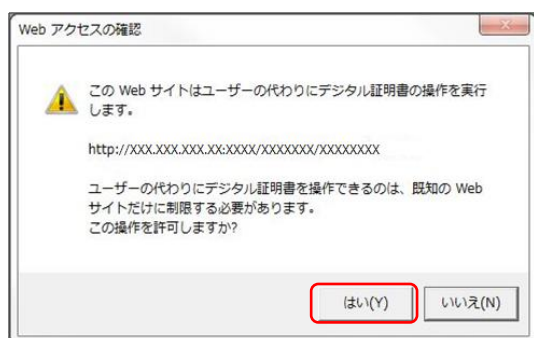 Web アクセスの確認
この Web サイトはユーザーの代わりにデジタル証明書の操作を実行
します。
http://XXX.XXX.XXX.XX:XXXX/XXXXXXX/XXXXXXXX
ユーザーの代わりにデジタル証明書を操作できるのは、既知の Web
サイトだけに制限する必要があります。
この操作を許可しますか?
はい(Y)
いいえ(N)